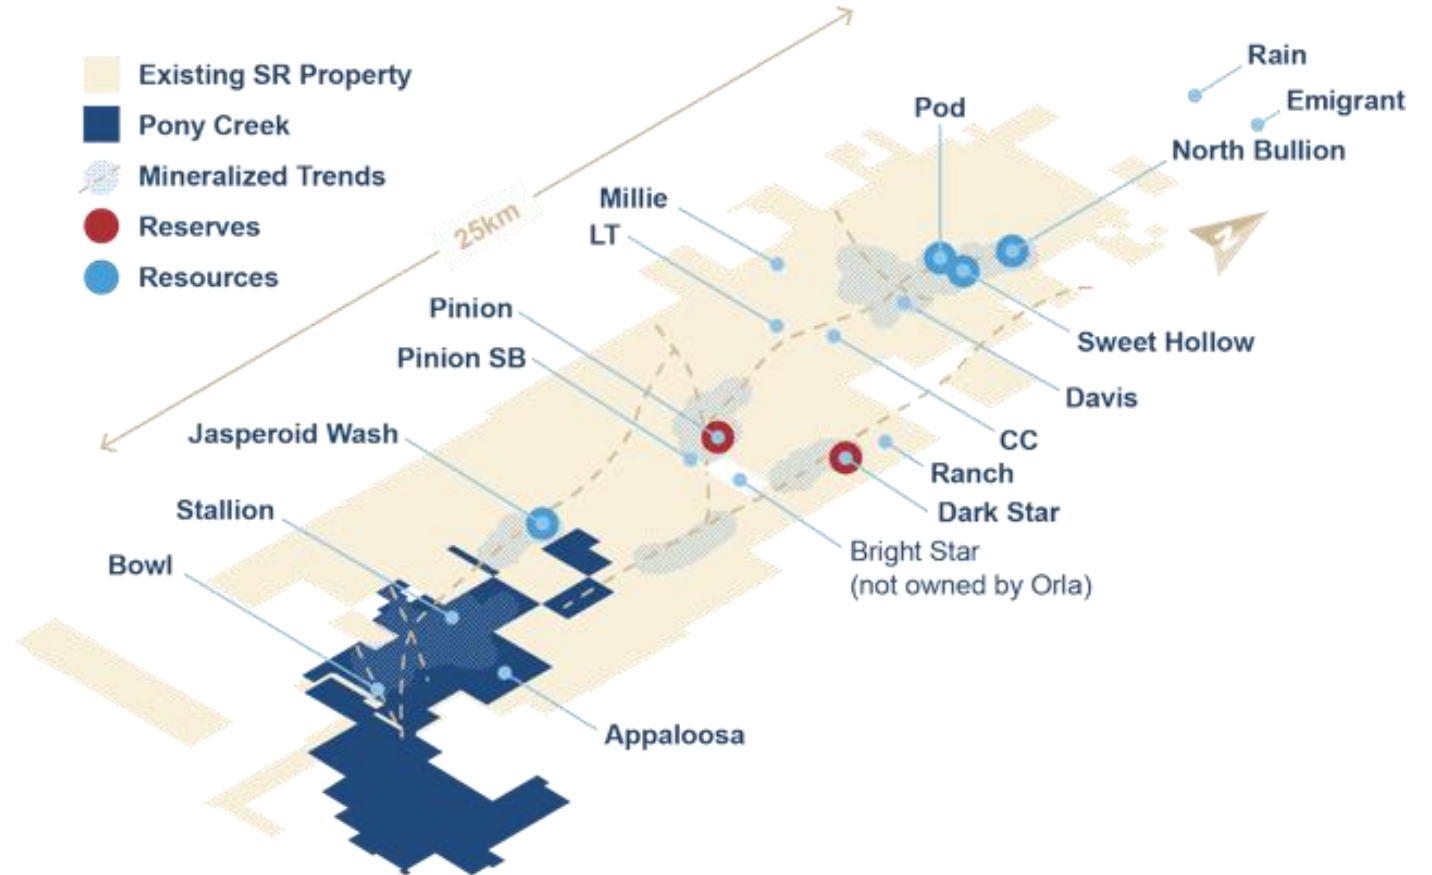 Existing SR Property
Pony Creek
Mineralized Trends
Reserves
Resources
25km
Rain
Emigrant
Pod
North Bullion
N
Millie
LT
Pinion
Pinion SB
Sweet Hollow
Davis
Jasperoid Wash
CC
Ranch
Stallion
Dark Star
Bright Star
(not owned by Orla)
Bowl
Appaloosa